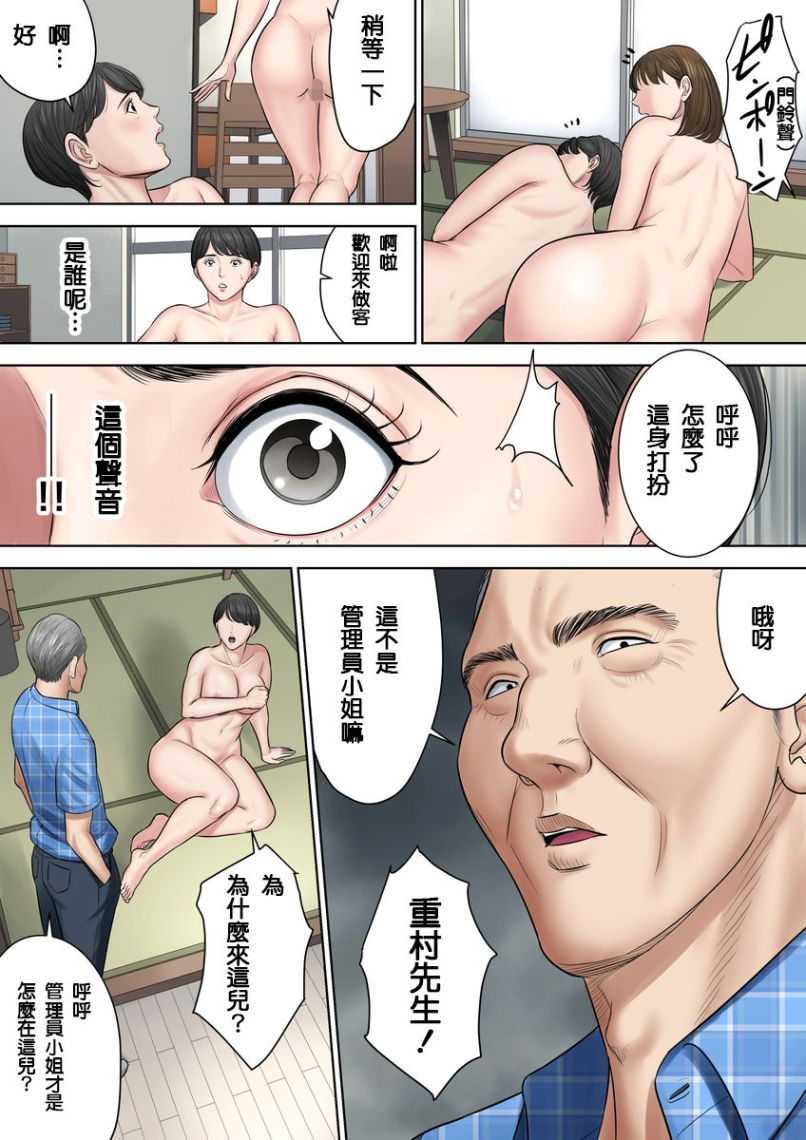 ピンポーン
（門鈴聲）
稍等一下
啊…
好
啊啦
歡迎來做客
是誰呢…
呼呼
怎麼了
這身打扮
這個聲音
!!
哦呀
這不是
管理員小姐嘛
重村先生！
為
為什麼來這兒？
呼呼
管理員小姐才是
怎麼在這兒？